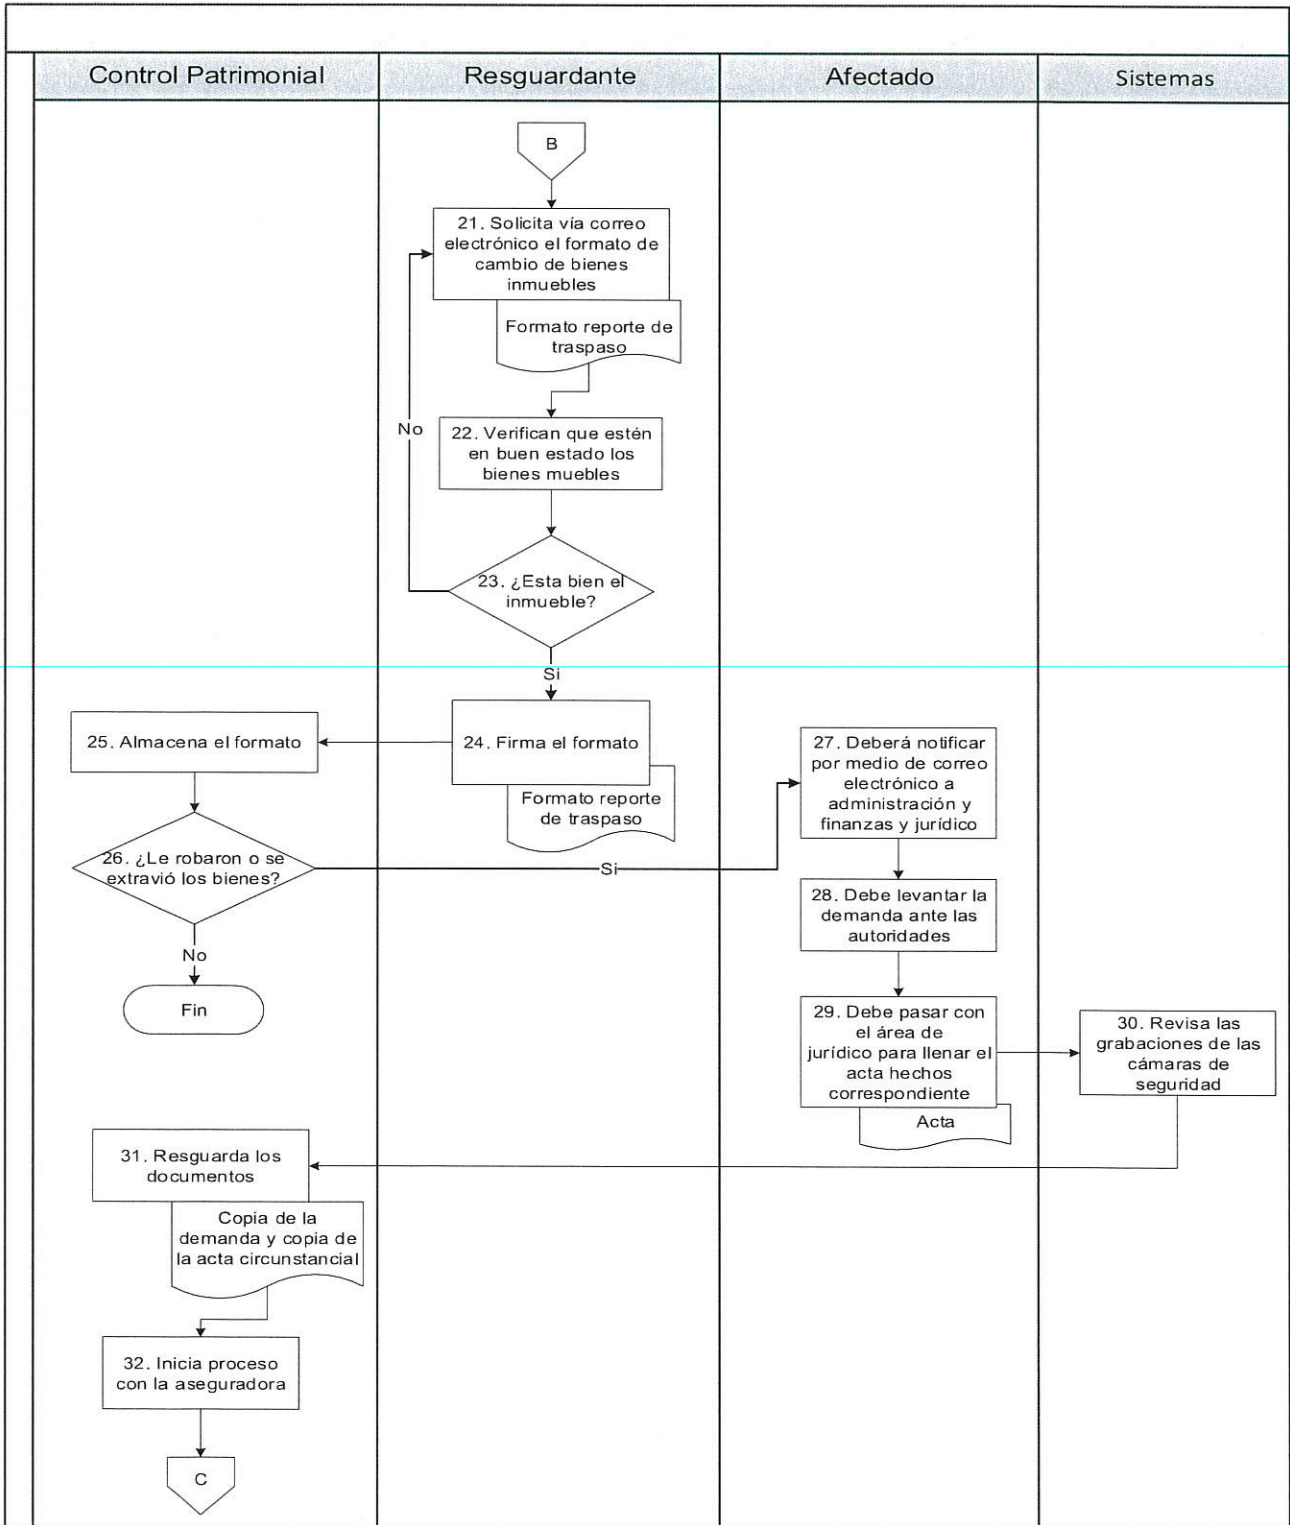 Control Patrimonial
Resguardante
Afectado
Sistemas
B
21. Solicita vía correo
electrónico el formato de
cambio de bienes
inmuebles
Formato reporte de
traspaso
No
22. Verifican que estén
en buen estado los
bienes muebles
23. ¿Esta bien el
inmueble?
Si
24. Firma el formato
Formato reporte
de traspaso
25. Almacena el formato
26. ¿Le robaron o se
extravió los bienes?
Si
No
Fin
27. Deberá notificar
por medio de correo
electrónico a
administración y
finanzas y jurídico
28. Debe levantar la
demanda ante las
autoridades
29. Debe pasar con
el área de
jurídico para llenar el
acta hechos
correspondiente
Acta
30. Revisa las
grabaciones de las
cámaras de
seguridad
31. Resguarda los
documentos
Copia de la
demanda y copia de
la acta circunstancial
32. Inicia proceso
con la aseguradora
C